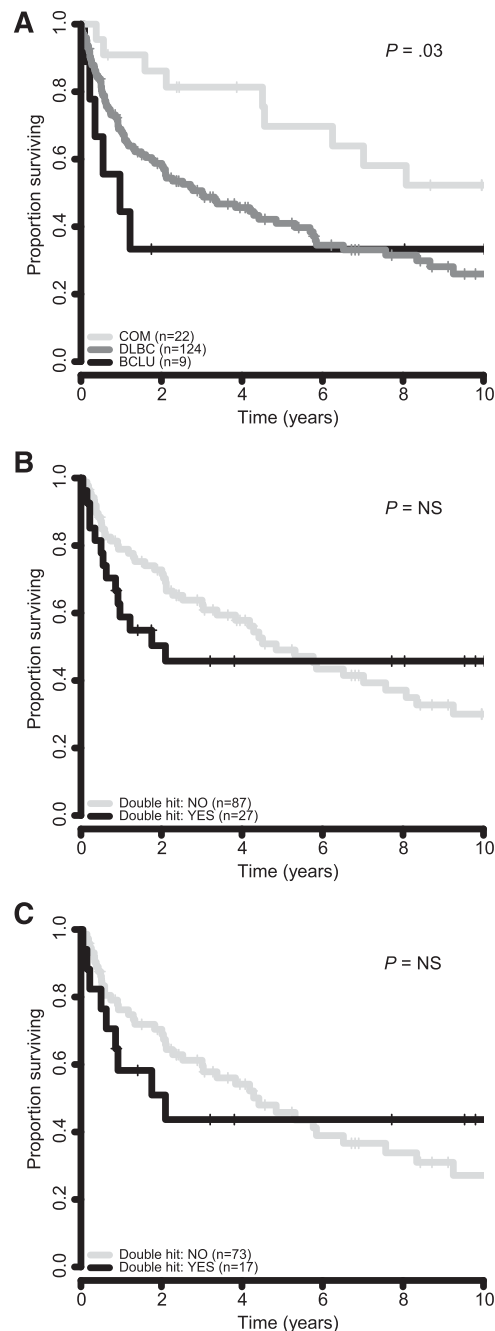 A
P = .03
Proportion surviving
1.0
0.8
0.6
0.4
0.2
0.0
COM (n=22)
DLBC (n=124)
BCLU (n=9)
0 2 4 6 8 10
Time (years)
B
P = NS
Proportion surviving
1.0
0.8
0.6
0.4
0.2
0.0
Double hit: NO (n=87)
Double hit: YES (n=27)
0 2 4 6 8 10
Time (years)
C
P = NS
Proportion surviving
1.0
0.8
0.6
0.4
0.2
0.0
Double hit: NO (n=73)
Double hit: YES (n=17)
0 2 4 6 8 10
Time (years)